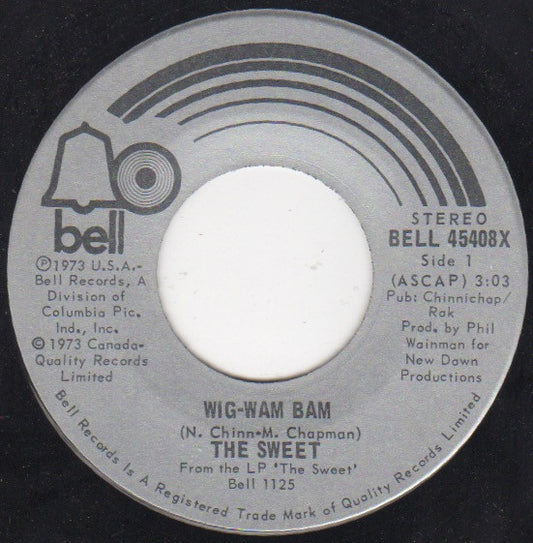 bell
STEREO
BELL 45408X
Side 1
(ASCAP) 3:03
Pub: Chinnichap/
Rak
Prod. by Phil
Wainman for
New Dawn
Productions
Ⓟ1973 U.S.A.-
Bell Records, A
Division of
Columbia Pic.
Ind., Inc.
©1973 Canada-
Quality Records
Limited
WIG-WAM BAM
(N. Chinn•M. Chapman)
THE SWEET
From the LP 'The Sweet'
Bell 1125
Bell Records Is A Registered Trade Mark of Quality Records Limited